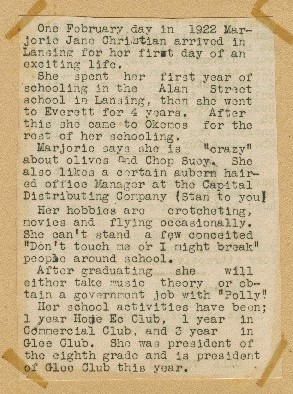 One February day in 1922 Mar-
jorie Jane Christian arrived in
Lansing for her first day of an
exciting life.
She spent her first year of
schooling in the Alan Street
school in Lansing, then she went
to Everett for 4 years. After
this she came to Okemos for the
rest of her schooling.
Marjorie says she is "crazy"
about olives and Chop Suey. She
also likes a certain auburn hair-
ed office Manager at the Capital
Distributing Company (Stan to you)
Her hobbies are crotcheting,
movies and flying occasionally.
She can't stand a few conceited
"Don't touch me or I might break"
people around school.
After graduating she will
either take music theory or ob-
tain a government job with "Polly"
Her school activities have been;
1 year Home Ec Club, 1 year in
Commercial Club, and 3 year in
Glee Club. She was president of
the eighth grade and is president
of Glee Club this year.